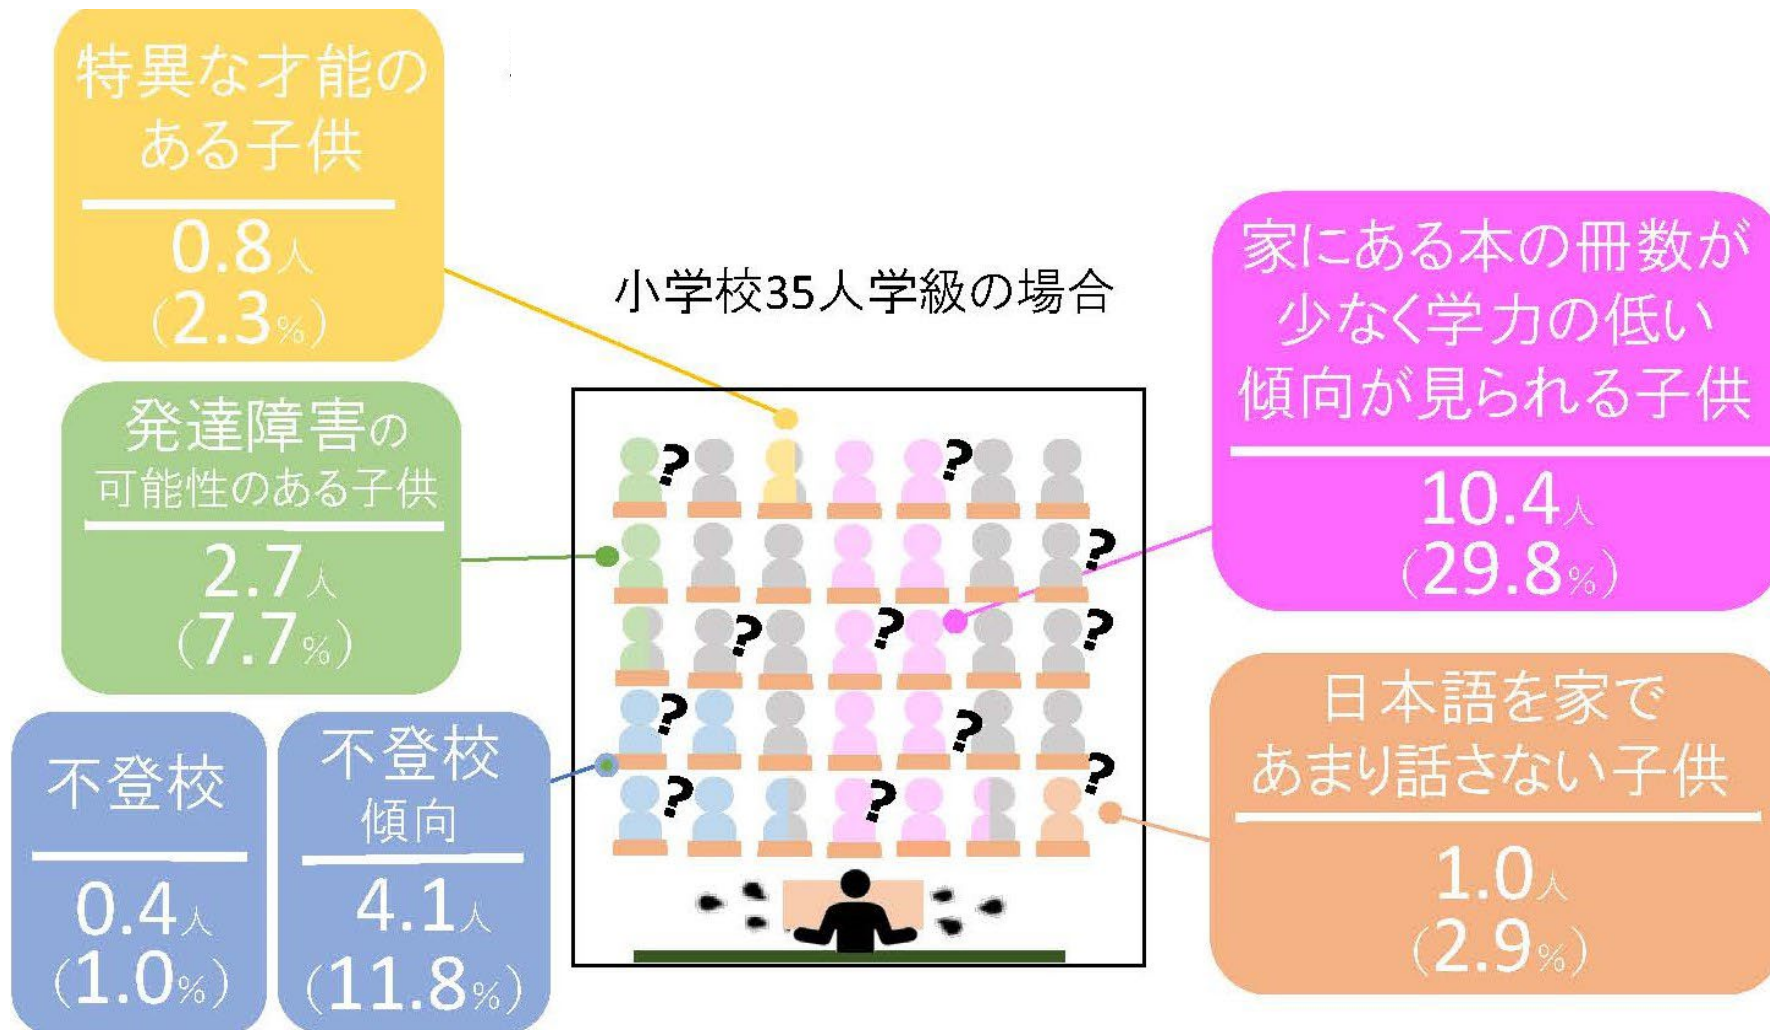 特異な才能の
ある子供
0.8人
(2.3%)
発達障害の
可能性のある子供
2.7人
(7.7%)
不登校
0.4人
(1.0%)
不登校
傾向
4.1人
(11.8%)
小学校35人学級の場合
? ?
?
? ? ?
? ?
? ? ?
家にある本の冊数が
少なく学力の低い
傾向が見られる子供
10.4人
(29.8%)
日本語を家で
あまり話さない子供
1.0人
(2.9%)